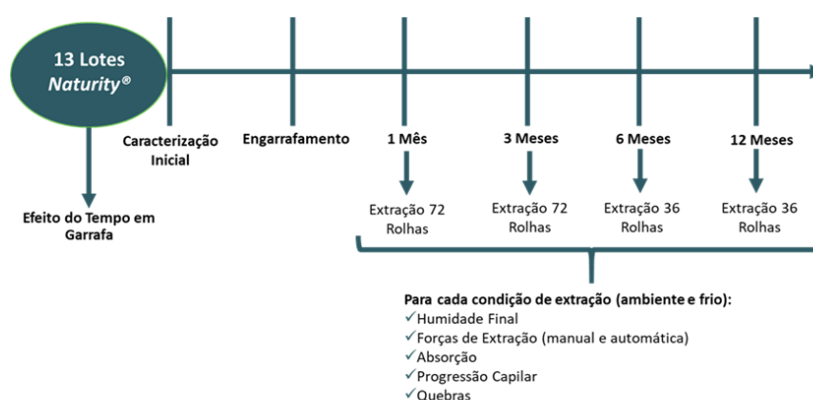 13 Lotes
Naturity®
Caracterização
Inicial
Engarrafamento
1 Mês
3 Meses
6 Meses
12 Meses
Efeito do Tempo em
Garrafa
Extração 72
Rolhas
Extração 72
Rolhas
Extração 36
Rolhas
Extração 36
Rolhas
Para cada condição de extração (ambiente e frio):
✓Humidade Final
✓Forças de Extração (manual e automática)
✓Absorção
✓Progressão Capilar
✓Quebras